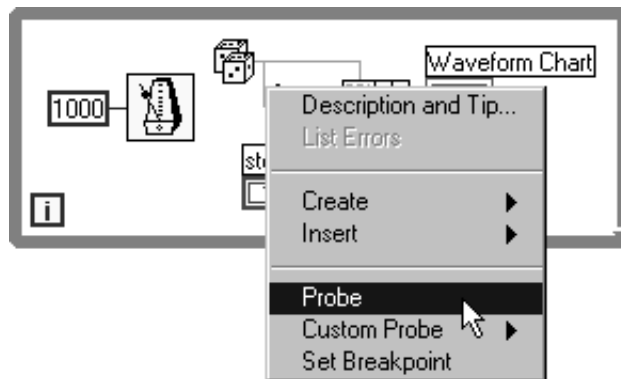 Waveform Chart
1000
Description and Tip...
List Errors
i
Create
Insert
Probe
Custom Probe
Set Breakpoint